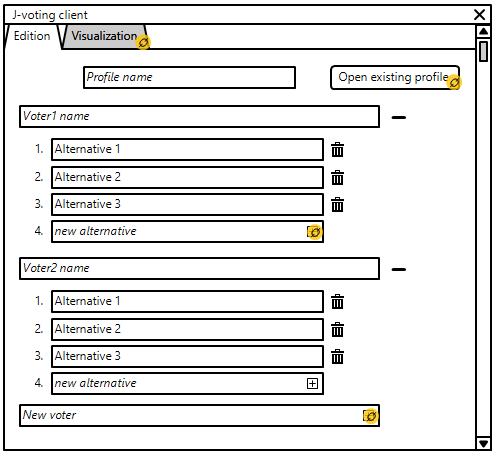 J-voting client
Edition Visualization
Profile name Open existing profile
Voter1 name
1. Alternative 1
2. Alternative 2
3. Alternative 3
4. new alternative
Voter2 name
1. Alternative 1
2. Alternative 2
3. Alternative 3
4. new alternative
New voter